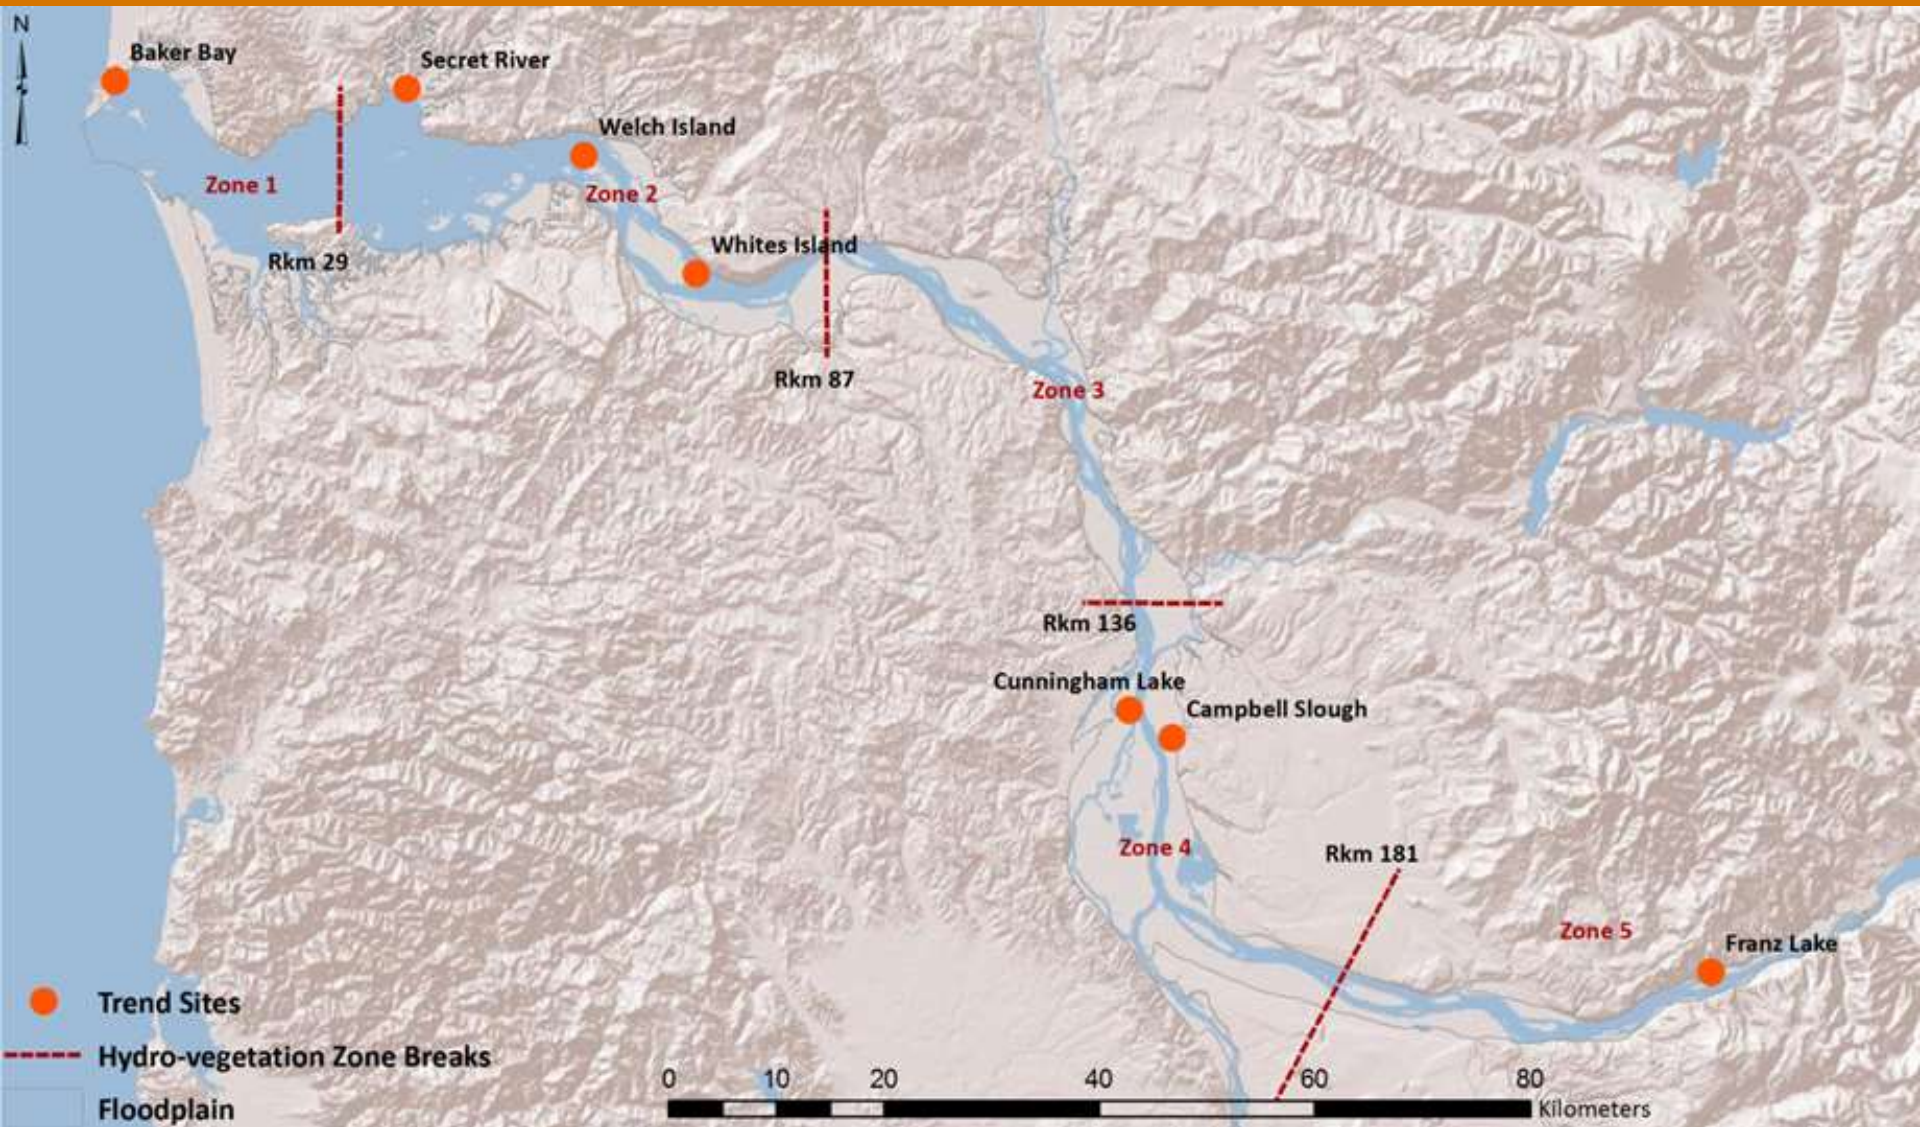 N
Baker Bay
Secret River
Welch Island
Zone 1
Zone 2
Whites Island
Rkm 29
Rkm 87
Zone 3
Rkm 136
Cunningham Lake
Campbell Slough
Zone 4
Rkm 181
Zone 5
Franz Lake
Trend Sites
Hydro-vegetation Zone Breaks
Floodplain
0 10 20 40 60 80
Kilometers